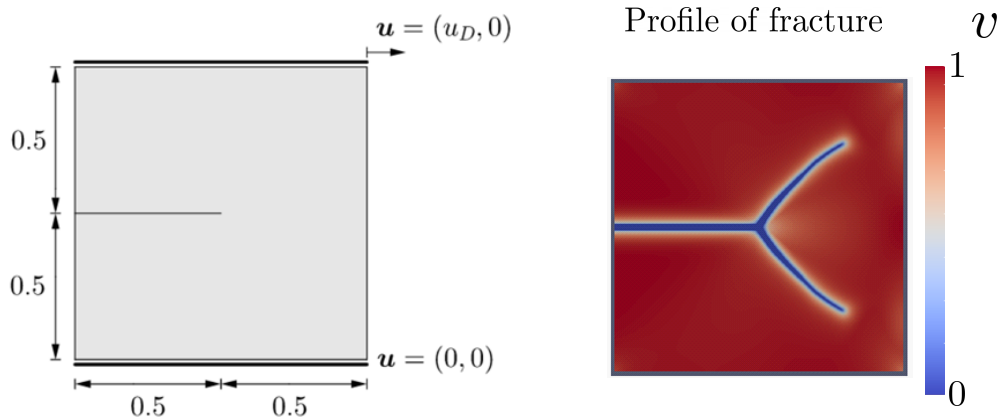 u = (u_D, 0)
0.5
0.5
u = (0, 0)
0.5 0.5
Profile of fracture
v
1
0